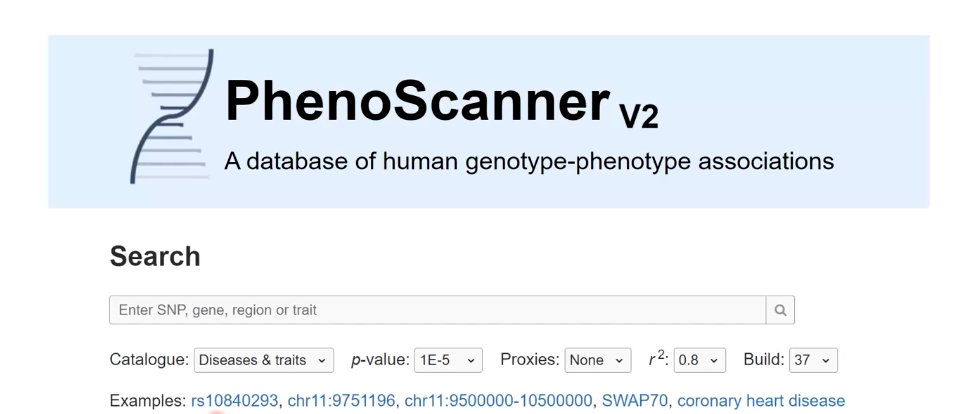 PhenoScanner V2
A database of human genotype-phenotype associations
Search
Enter SNP, gene, region or trait
Catalogue: Diseases & traits p-value: 1E-5 Proxies: None r²: 0.8 Build: 37
Examples: rs10840293, chr11:9751196, chr11:9500000-10500000, SWAP70, coronary heart disease